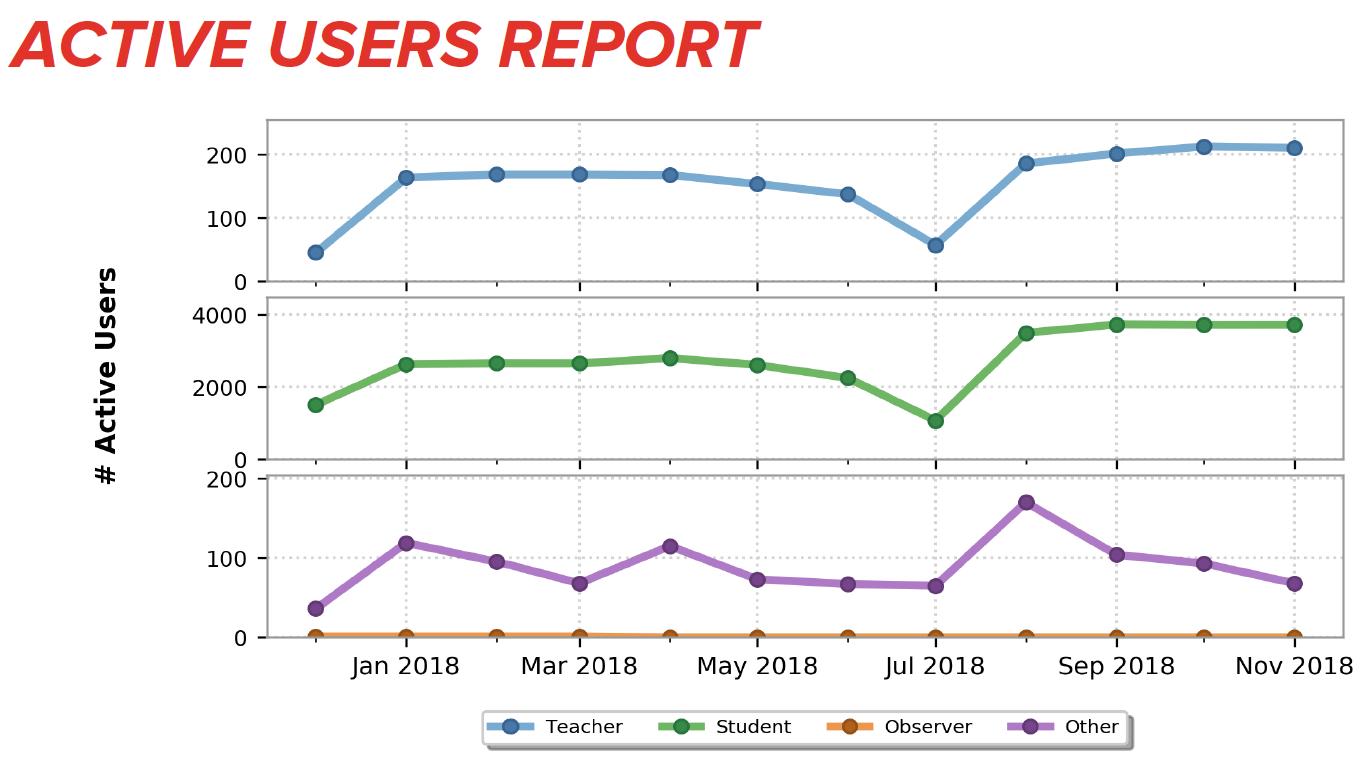 ACTIVE USERS REPORT
# Active Users
200
100
0
4000
2000
0
200
100
0
Jan 2018 Mar 2018 May 2018 Jul 2018 Sep 2018 Nov 2018
Teacher Student Observer Other